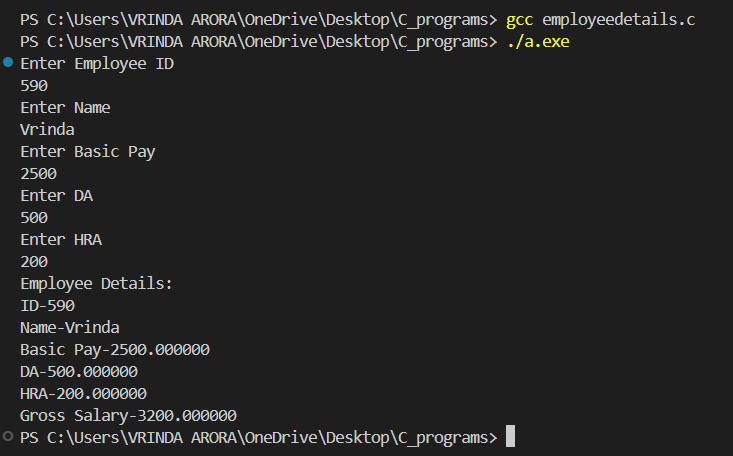 PS C:\Users\VRINDA ARORA\OneDrive\Desktop\C_programs> gcc employeedetails.c
PS C:\Users\VRINDA ARORA\OneDrive\Desktop\C_programs> ./a.exe
Enter Employee ID
590
Enter Name
Vrinda
Enter Basic Pay
2500
Enter DA
500
Enter HRA
200
Employee Details:
ID-590
Name-Vrinda
Basic Pay-2500.000000
DA-500.000000
HRA-200.000000
Gross Salary-3200.000000
PS C:\Users\VRINDA ARORA\OneDrive\Desktop\C_programs>